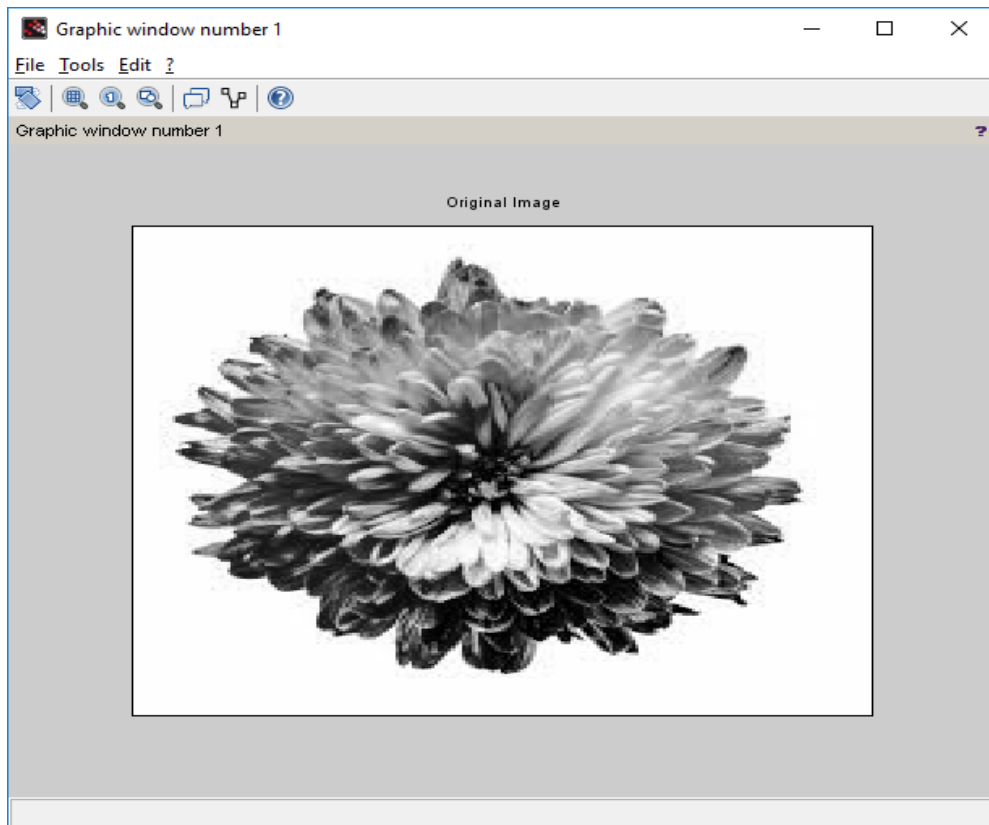 Graphic window number 1
File Tools Edit ?
Graphic window number 1 ?
Original Image